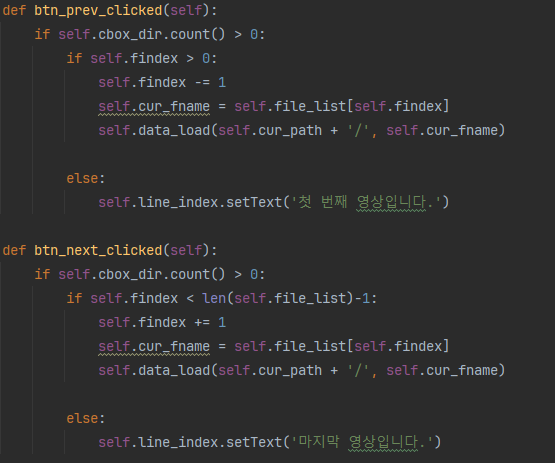 def btn_prev_clicked(self):
    if self.cbox_dir.count() > 0:
        if self.findex > 0:
            self.findex -= 1
            self.cur_fname = self.file_list[self.findex]
            self.data_load(self.cur_path + '/', self.cur_fname)

        else:
            self.line_index.setText('첫 번째 영상입니다.')

def btn_next_clicked(self):
    if self.cbox_dir.count() > 0:
        if self.findex < len(self.file_list)-1:
            self.findex += 1
            self.cur_fname = self.file_list[self.findex]
            self.data_load(self.cur_path + '/', self.cur_fname)

        else:
            self.line_index.setText('마지막 영상입니다.')